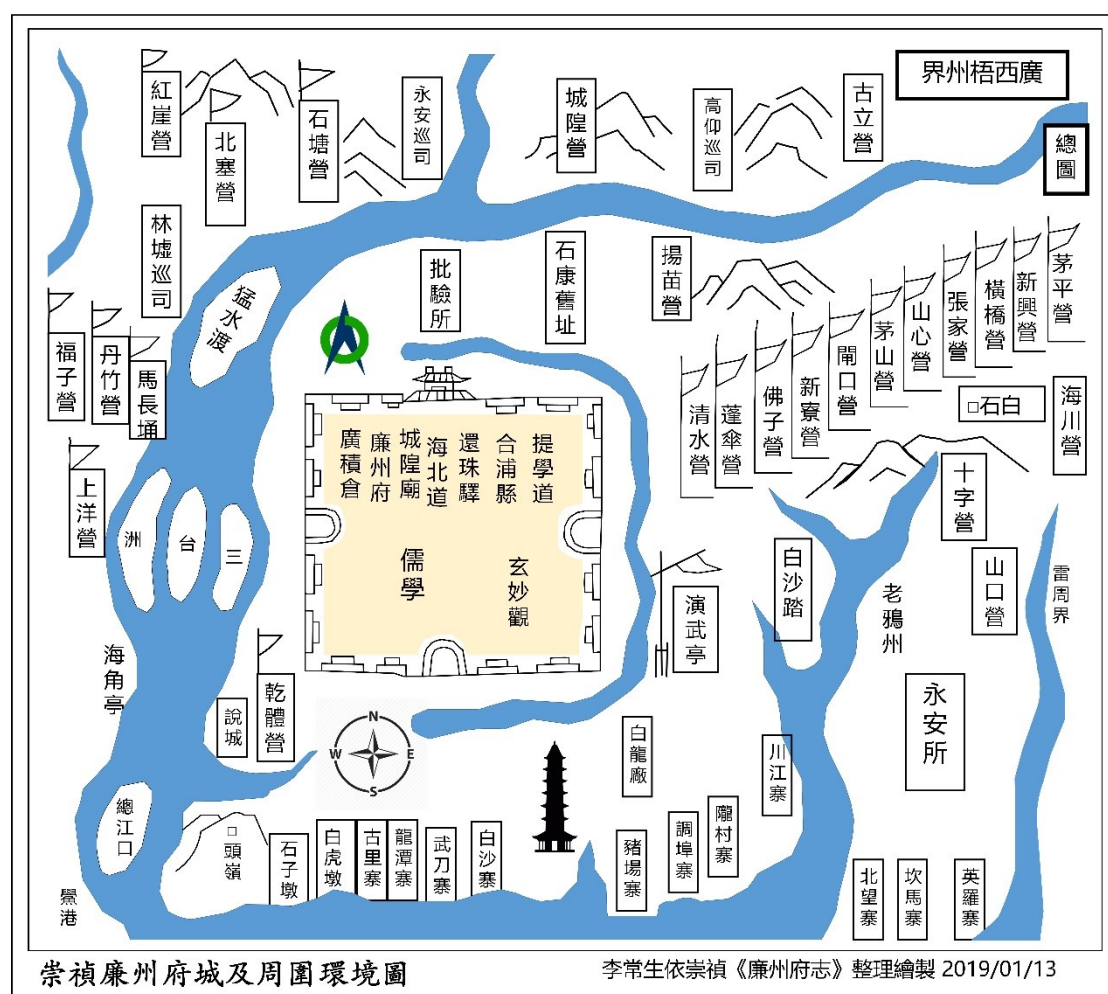 界州梧西廣
總圖
紅崖營
北塞營
石塘營
永安巡司
城隍營
高仰巡司
古立營
林墟巡司
猛水渡
批驗所
石康舊址
揚苗營
茅平營
新興營
橫橋營
張家營
山心營
茅山營
閘口營
新寮營
佛子營
蓬傘營
清水營
□石白
海川營
福子營
丹竹營
馬長埇
上洋營
廣積倉
廉州府
城隍廟
海北道
還珠驛
合浦縣
提學道
儒學
玄妙觀
洲
台
三
十字營
山口營
雷周界
白沙踏
老鴉州
演武亭
永安所
海角亭
說城
乾體營
N
W
E
S
白龍廠
川江寨
總江口
□頭嶺
石子墩
白虎墩
古里寨
龍潭寨
武刀寨
白沙寨
豬場寨
調埠寨
隴村寨
北望寨
坎馬寨
英羅寨
崇禎廉州府城及周圍環境圖
李常生依崇禎《廉州府志》整理繪製 2019/01/13